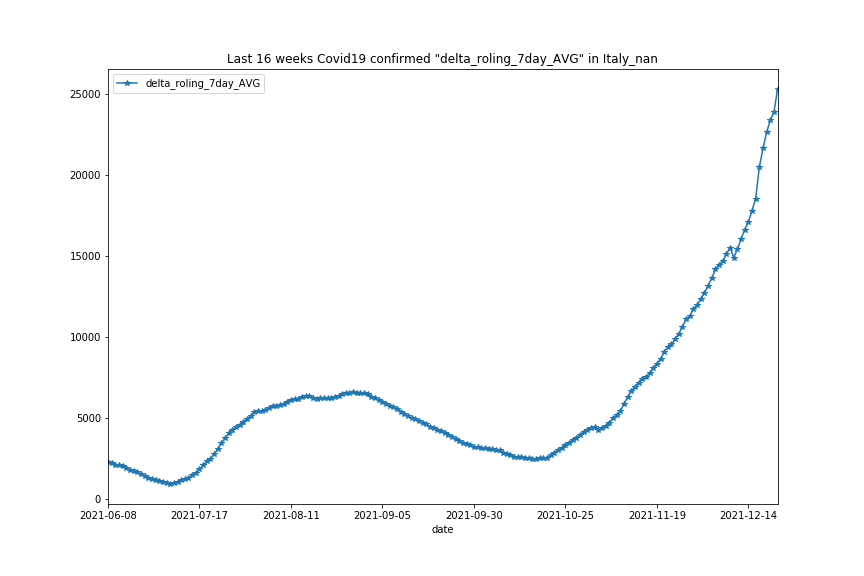 Last 16 weeks Covid19 confirmed "delta_roling_7day_AVG" in Italy_nan
delta_roling_7day_AVG
25000
20000
15000
10000
5000
0
2021-06-08 2021-07-17 2021-08-11 2021-09-05 2021-09-30 2021-10-25 2021-11-19 2021-12-14
date